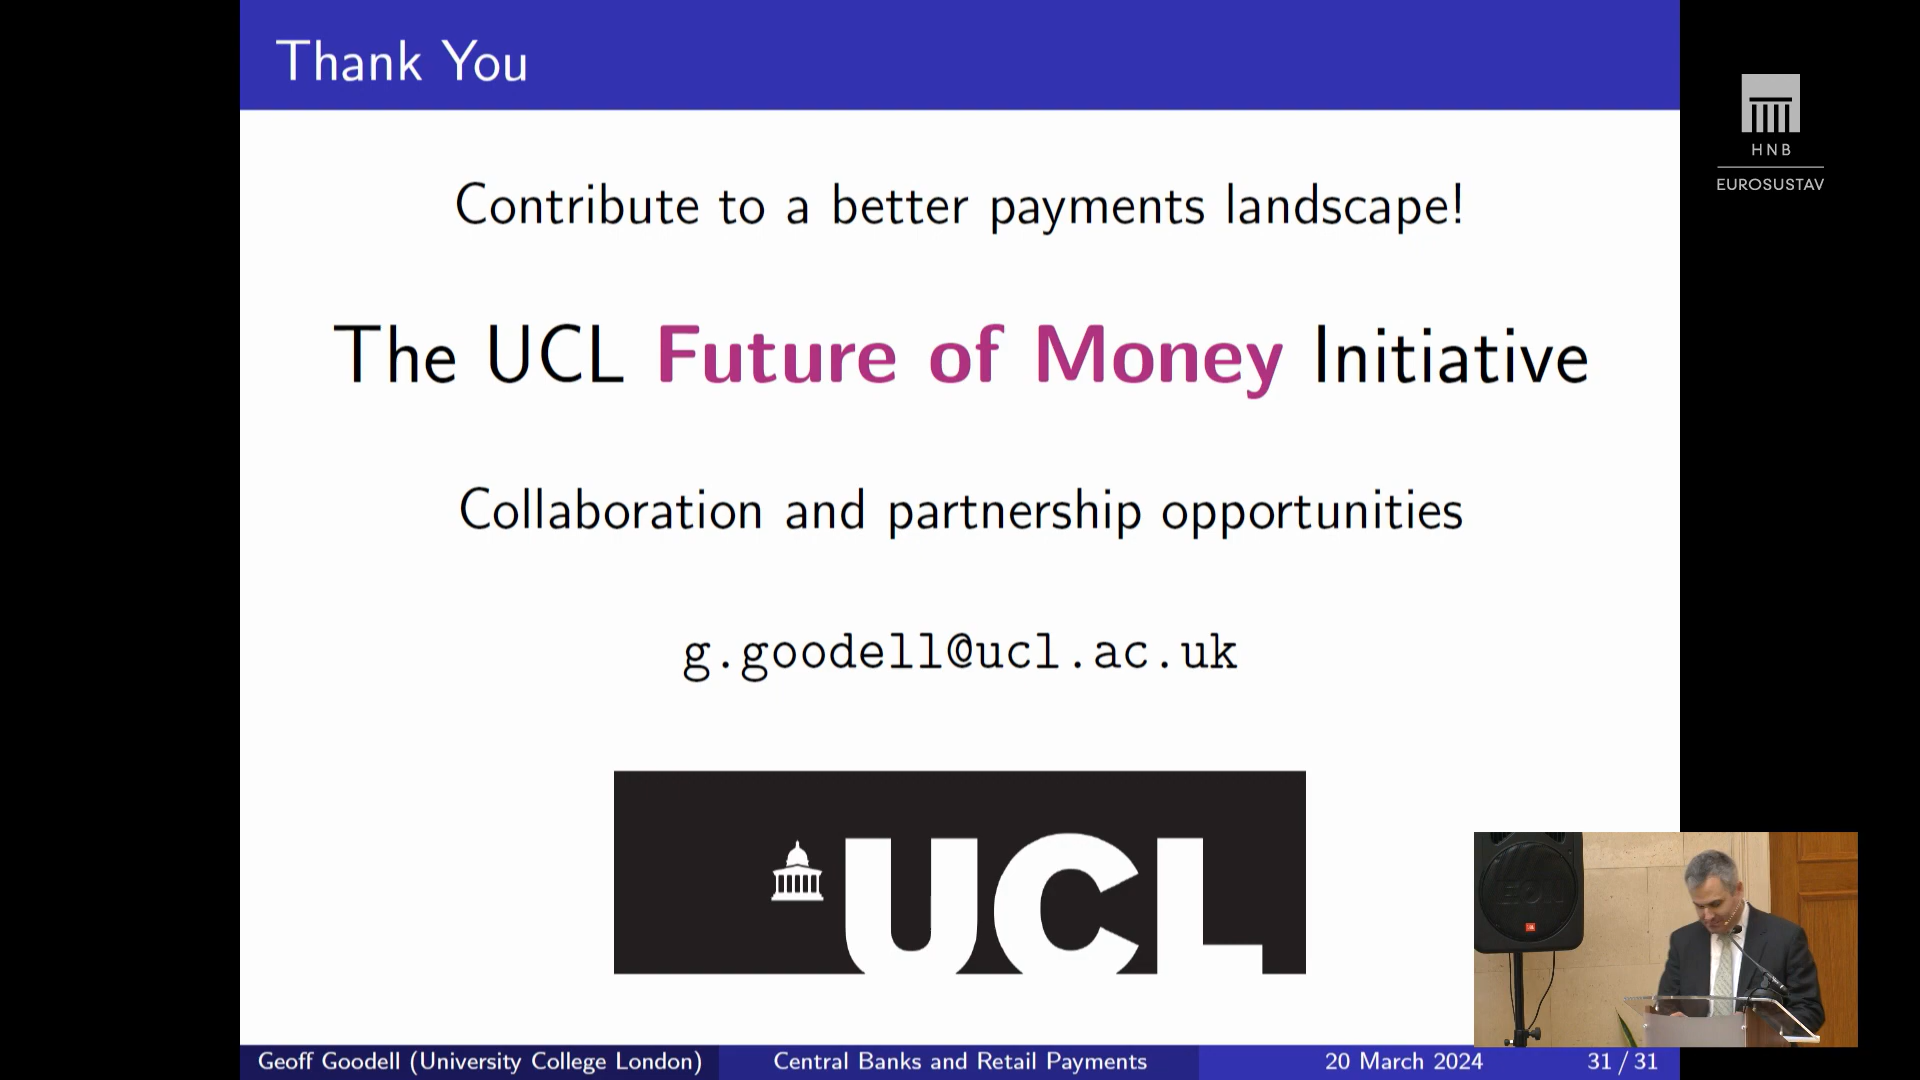 Thank You
HNB
EUROSUSTAV
Contribute to a better payments landscape!
The UCL Future of Money Initiative
Collaboration and partnership opportunities
g.goodell@ucl.ac.uk
UCL
EON
JBL
Geoff Goodell (University College London) Central Banks and Retail Payments 20 March 2024 31 / 31